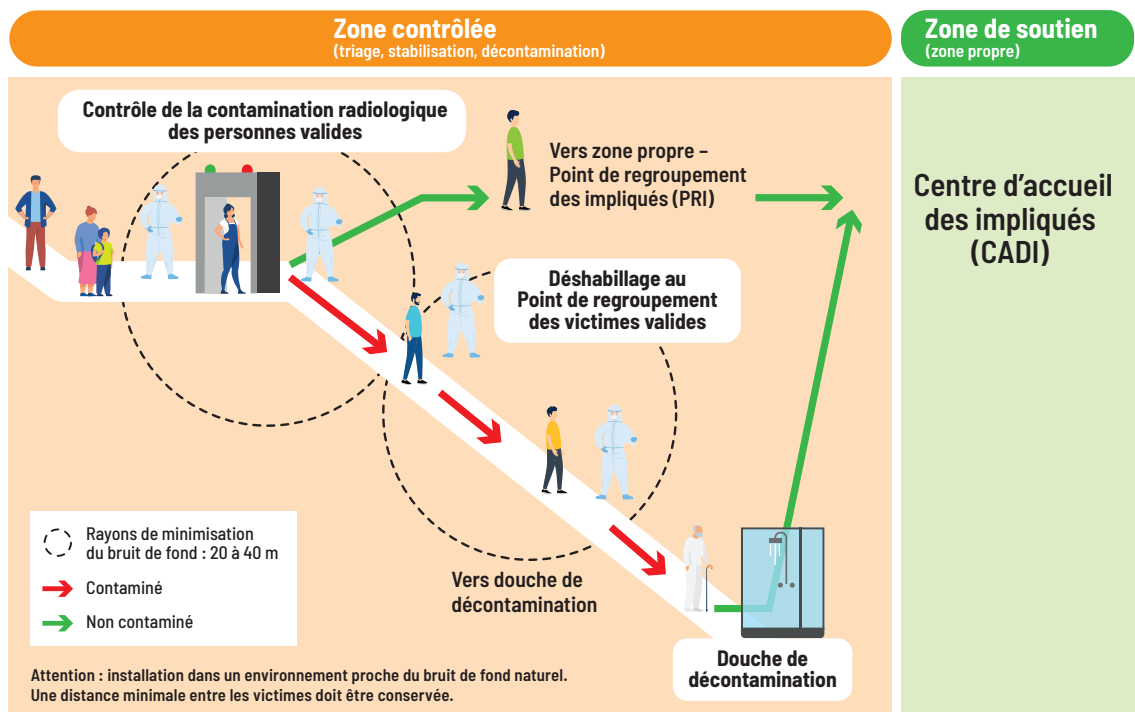 Zone contrôlée
(triage, stabilisation, décontamination)
Zone de soutien
(zone propre)
Contrôle de la contamination radiologique
des personnes valides
Vers zone propre –
Point de regroupement
des impliqués (PRI)
Centre d’accueil
des impliqués
(CADI)
Déshabillage au
Point de regroupement
des victimes valides
Rayons de minimisation
du bruit de fond : 20 à 40 m
Contaminé
Non contaminé
Vers douche de
décontamination
Douche de
décontamination
Attention : installation dans un environnement proche du bruit de fond naturel.
Une distance minimale entre les victimes doit être conservée.